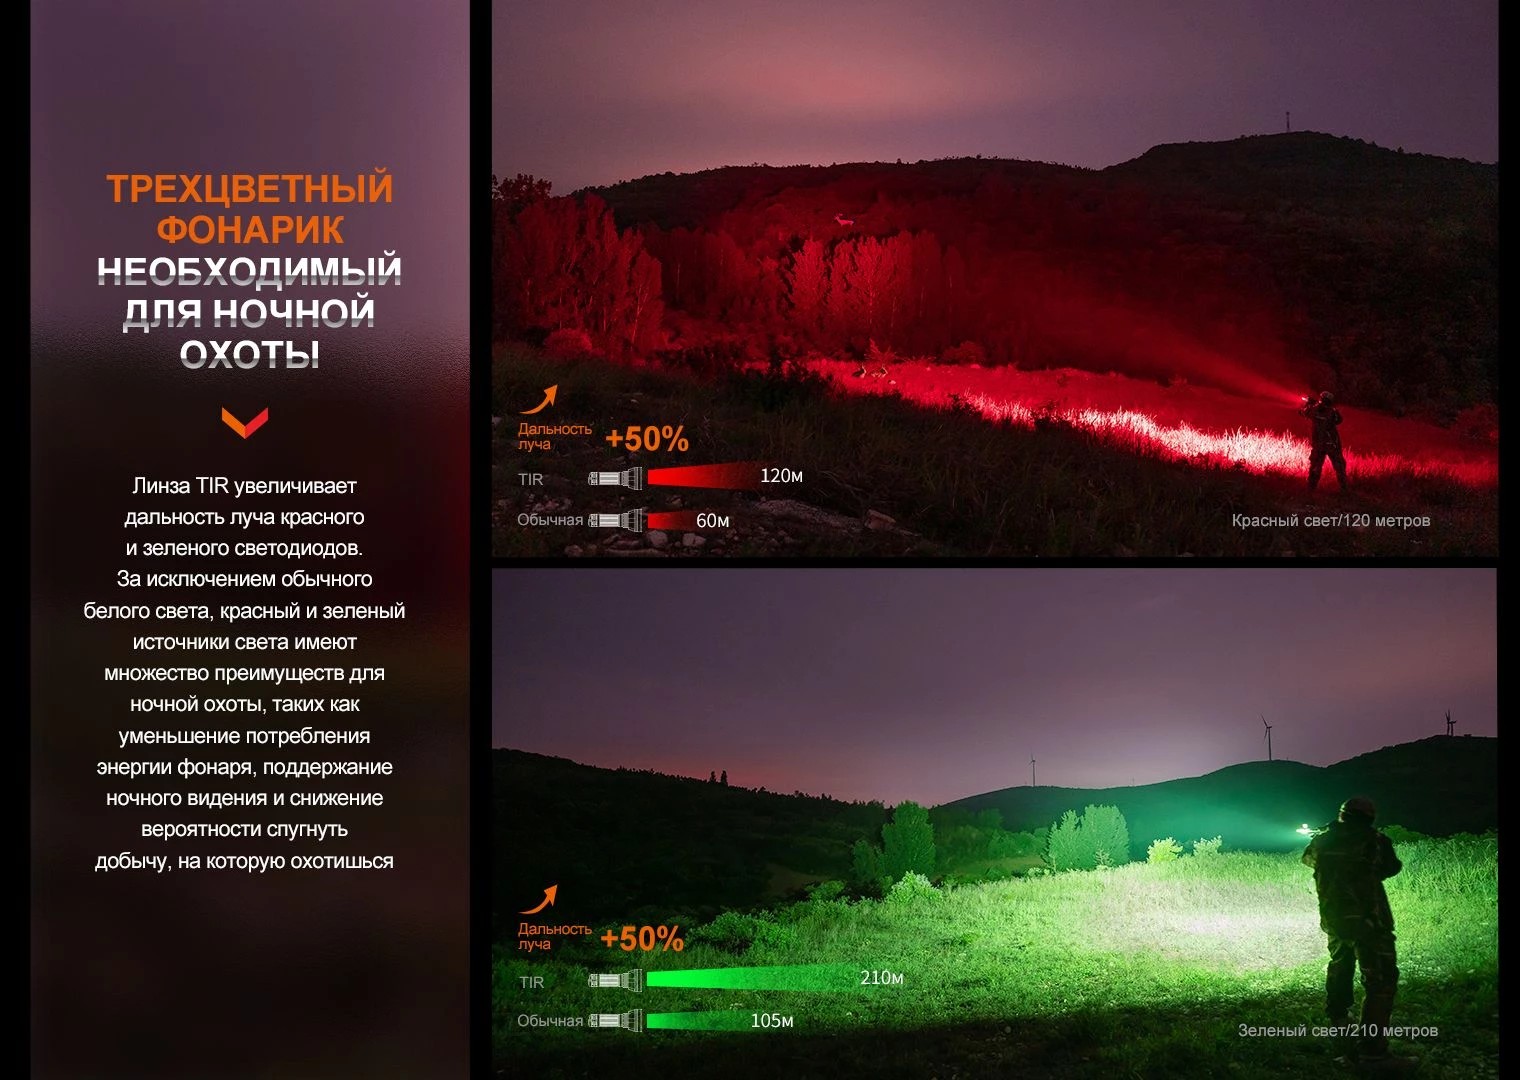 ТРЕХЦВЕТНЫЙ
ФОНАРИК
НЕОБХОДИМЫЙ
ДЛЯ НОЧНОЙ
ОХОТЫ
Линза TIR увеличивает
дальность луча красного
и зеленого светодиодов.
За исключением обычного
белого света, красный и зеленый
источники света имеют
множество преимуществ для
ночной охоты, таких как
уменьшение потребления
энергии фонаря, поддержание
ночного видения и снижение
вероятности спугнуть
добычу, на которую охотишься
Дальность
луча
+50%
TIR
120м
Обычная
60м
Красный свет/120 метров
Дальность
луча
+50%
TIR
210м
Обычная
105м
Зеленый свет/210 метров